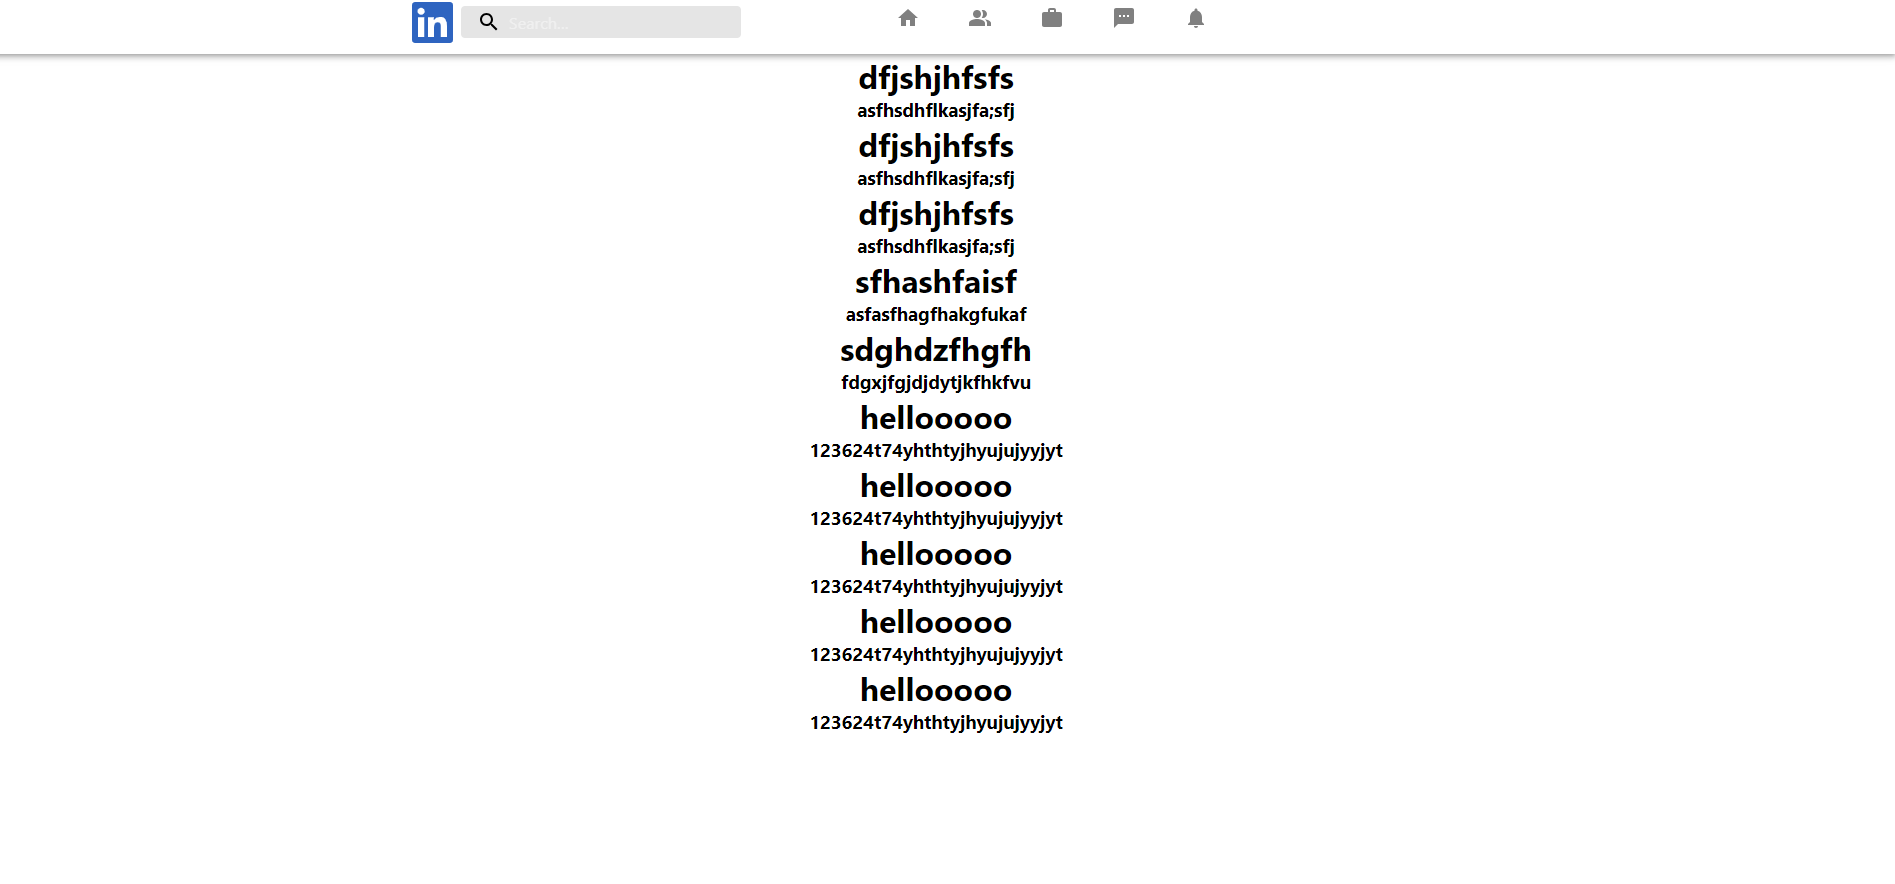 in
Search...
dfjshjhfsfs
asfhsdhflkasjfa;sfj
dfjshjhfsfs
asfhsdhflkasjfa;sfj
dfjshjhfsfs
asfhsdhflkasjfa;sfj
sfhashfaisf
asfasfhagfhakgfukaf
sdghdzfhgfh
fdgxjfgjdjdytjkfhkfvu
hellooooo
123624t74yhthtyjhyujujyyjyt
hellooooo
123624t74yhthtyjhyujujyyjyt
hellooooo
123624t74yhthtyjhyujujyyjyt
hellooooo
123624t74yhthtyjhyujujyyjyt
hellooooo
123624t74yhthtyjhyujujyyjyt